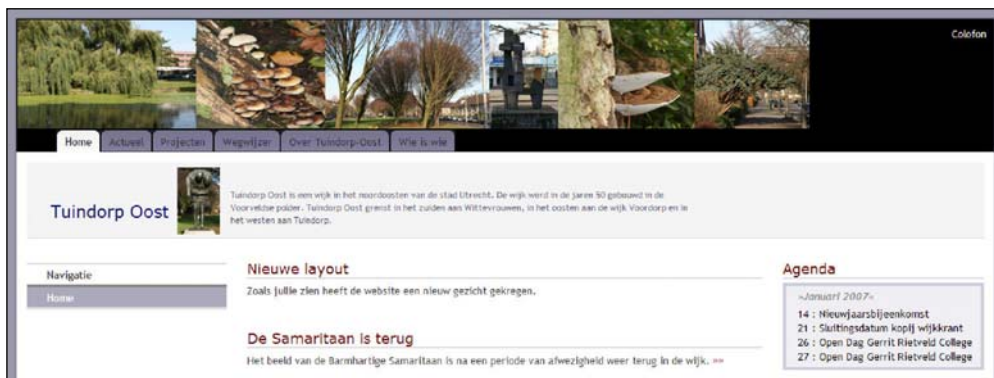 Colofon
Home Actueel Projecten Wegwijzer Over Tuindorp-Oost Wie is wie
Tuindorp Oost
Tuindorp Oost is een wijk in het noordoosten van de stad Utrecht. De wijk werd in de jaren 50 gebouwd in de
Voorveldse polder. Tuindorp Oost grenst in het zuiden aan Wittevrouwen, in het oosten aan de wijk Voordorp en in
het westen aan Tuindorp.
Navigatie
Home
Nieuwe layout
Zoals jullie zien heeft de website een nieuw gezicht gekregen.
De Samaritaan is terug
Het beeld van de Barmhartige Samaritaan is na een periode van afwezigheid weer terug in de wijk. »»
Agenda
»Januari 2007«
14 : Nieuwjaarsbijeenkomst
21 : Sluitingsdatum kopij wijkkrant
26 : Open Dag Gerrit Rietveld College
27 : Open Dag Gerrit Rietveld College